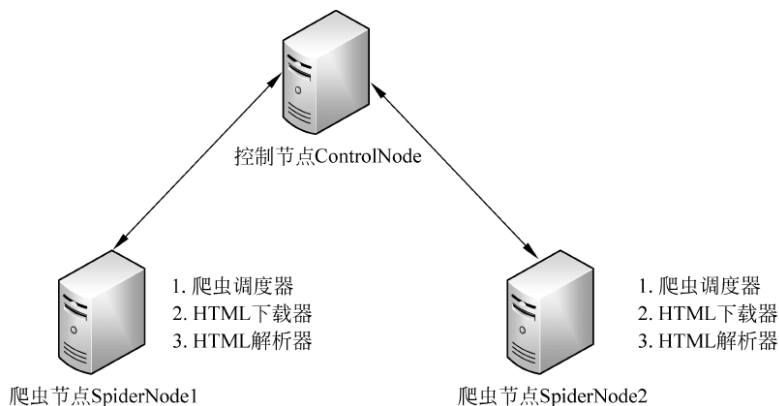 控制节点ControlNode
1. 爬虫调度器
2. HTML下载器
3. HTML解析器
爬虫节点SpiderNode1
1. 爬虫调度器
2. HTML下载器
3. HTML解析器
爬虫节点SpiderNode2